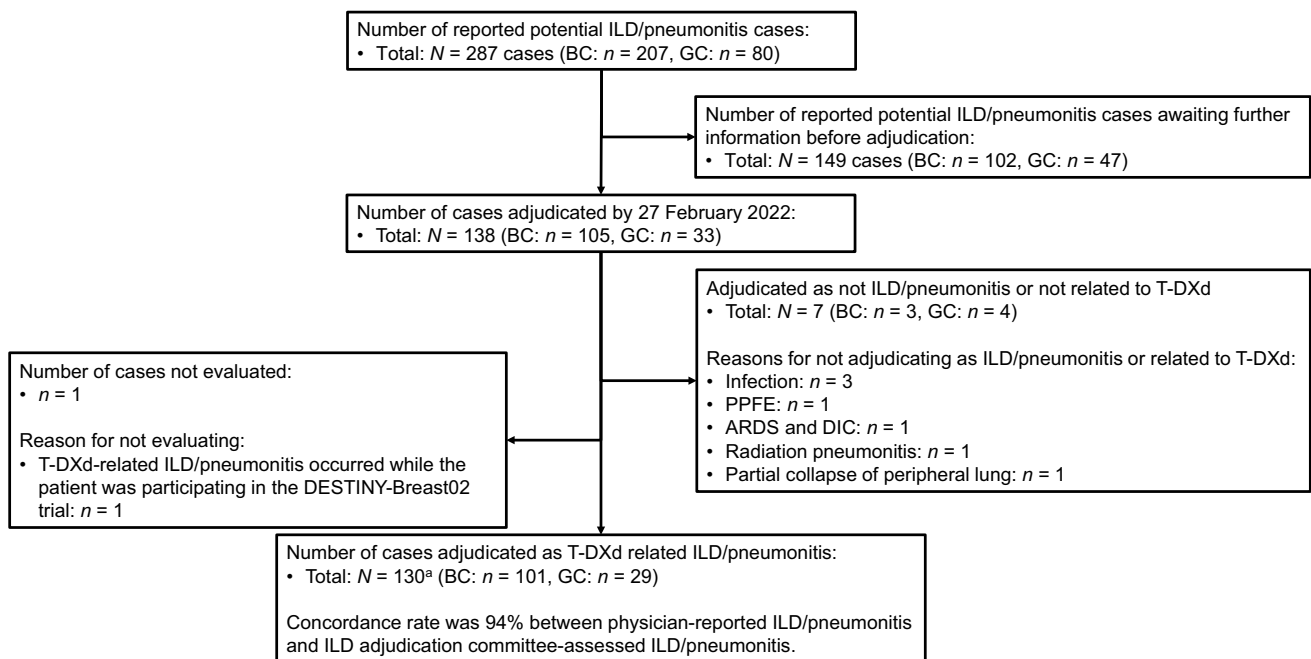 Number of reported potential ILD/pneumonitis cases:
• Total: N = 287 cases (BC: n = 207, GC: n = 80)
Number of reported potential ILD/pneumonitis cases awaiting further
information before adjudication:
• Total: N = 149 cases (BC: n = 102, GC: n = 47)
Number of cases adjudicated by 27 February 2022:
• Total: N = 138 (BC: n = 105, GC: n = 33)
Adjudicated as not ILD/pneumonitis or not related to T-DXd
• Total: N = 7 (BC: n = 3, GC: n = 4)
Reasons for not adjudicating as ILD/pneumonitis or related to T-DXd:
• Infection: n = 3
• PPFE: n = 1
• ARDS and DIC: n = 1
• Radiation pneumonitis: n = 1
• Partial collapse of peripheral lung: n = 1
Number of cases not evaluated:
• n = 1
Reason for not evaluating:
• T-DXd-related ILD/pneumonitis occurred while the
patient was participating in the DESTINY-Breast02
trial: n = 1
Number of cases adjudicated as T-DXd related ILD/pneumonitis:
• Total: N = 130ª (BC: n = 101, GC: n = 29)
Concordance rate was 94% between physician-reported ILD/pneumonitis
and ILD adjudication committee-assessed ILD/pneumonitis.